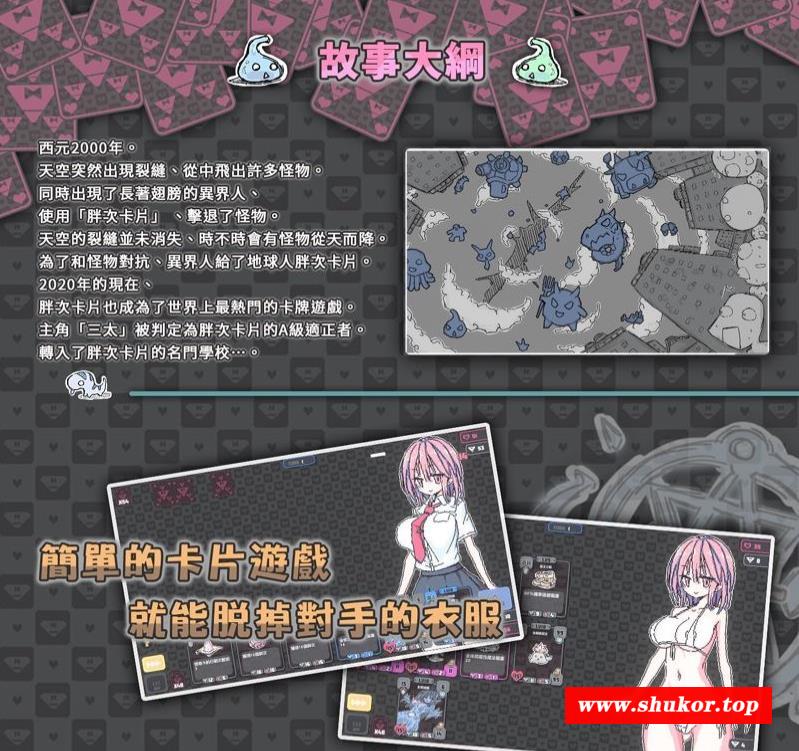 故事大綱
西元2000年。
天空突然出現裂縫、從中飛出許多怪物。
同時出現了長著翅膀的異界人、
使用「胖次卡片」、擊退了怪物。
天空的裂縫並未消失、時不時會有怪物從天而降。
為了和怪物對抗、異界人給了地球人胖次卡片。
2020年的現在、
胖次卡片也成為了世界上最熱門的卡牌遊戲。
主角「三太」被判定為胖次卡片的A級適正者。
轉入了胖次卡片的名門學校…。
簡單的卡片遊戲
就能脫掉對手的衣服
www.shukor.top